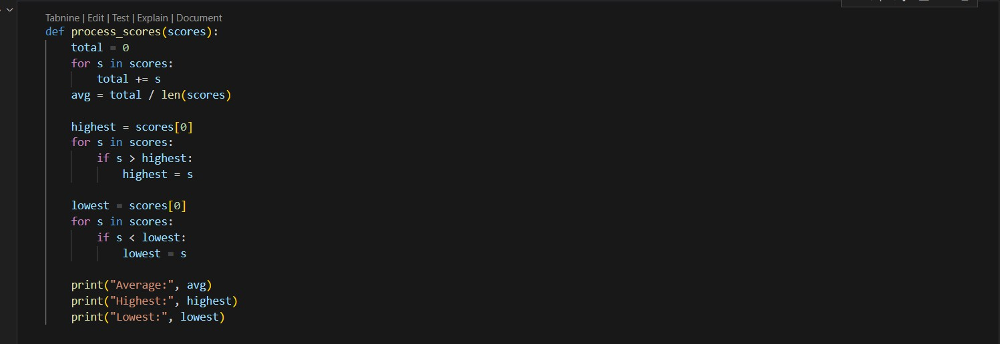 Tabnine | Edit | Test | Explain | Document
def process_scores(scores):
    total = 0
    for s in scores:
        total += s
    avg = total / len(scores)

    highest = scores[0]
    for s in scores:
        if s > highest:
            highest = s

    lowest = scores[0]
    for s in scores:
        if s < lowest:
            lowest = s

    print("Average:", avg)
    print("Highest:", highest)
    print("Lowest:", lowest)